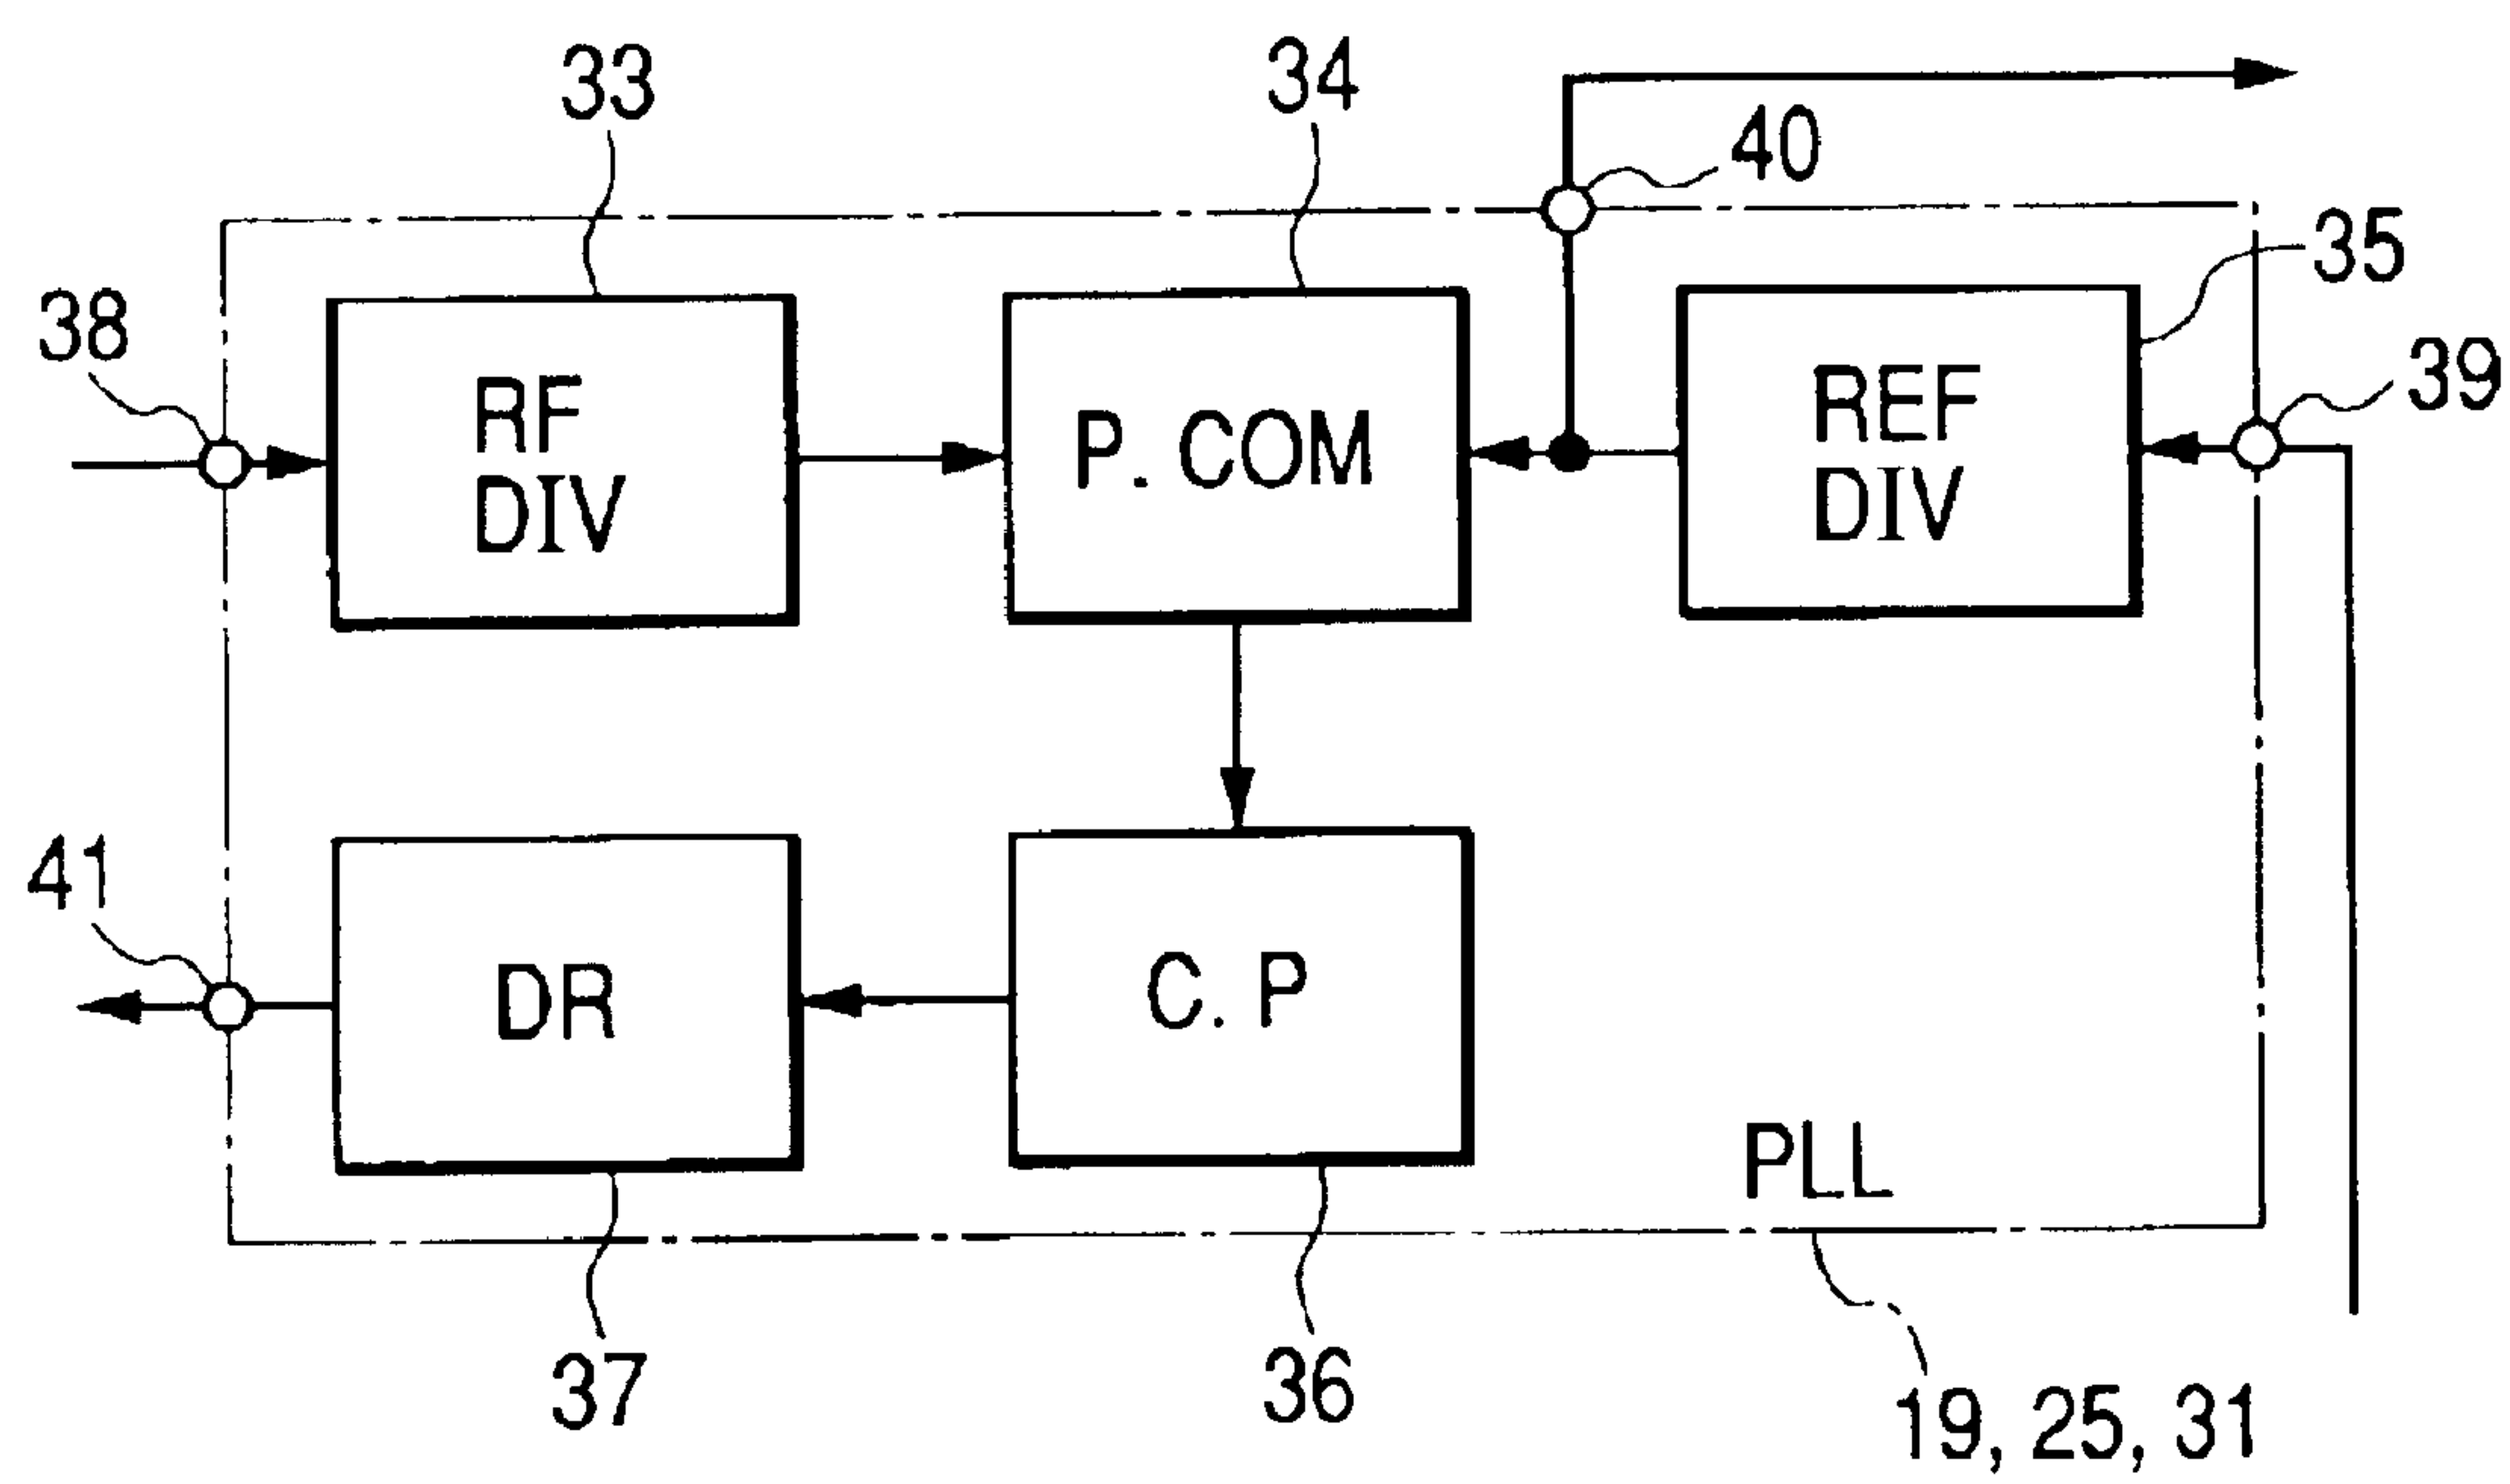 33
34
40
35
38
39
RF
DIV
P. COM
REF
DIV
41
DR
C. P
PLL
37
36
19, 25, 31